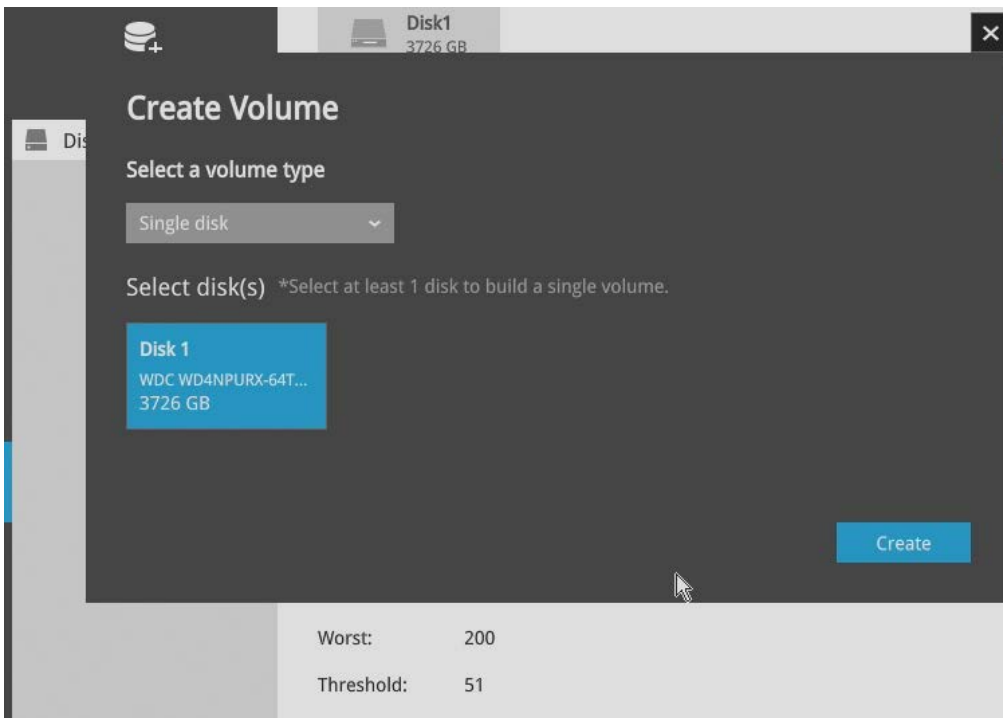 Disk1
3726 GB
Create Volume
Dis
Select a volume type
Single disk
Select disk(s) *Select at least 1 disk to build a single volume.
Disk 1
WDC WD4NPURX-64T...
3726 GB
Create
Worst: 200
Threshold: 51